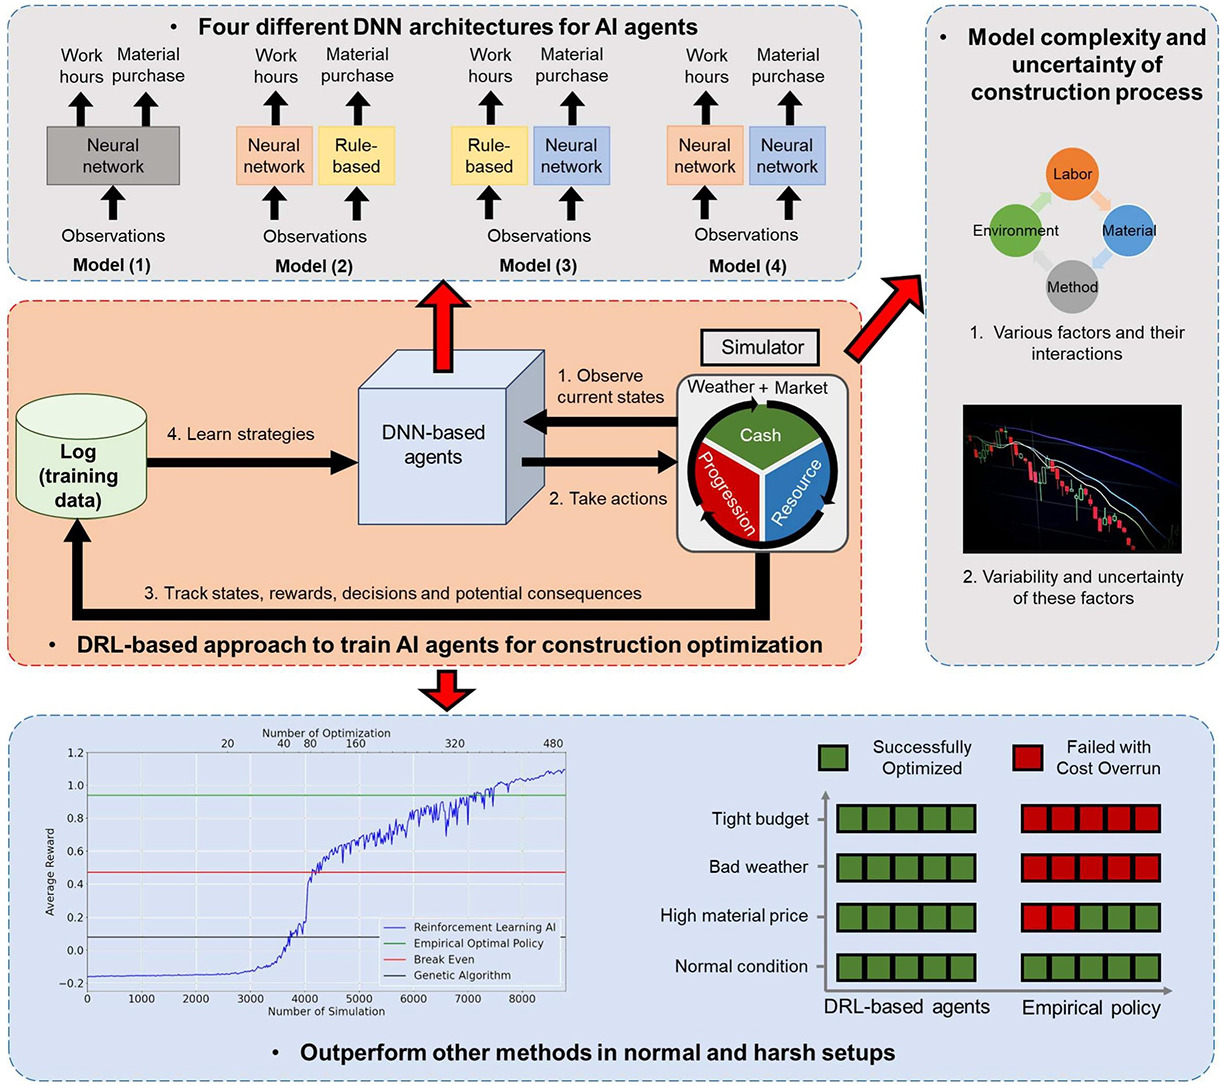 • Four different DNN architectures for AI agents
Work
hours
Material
purchase
Work
hours
Material
purchase
Work
hours
Material
purchase
Work
hours
Material
purchase
Neural
network
Neural
network
Rule-
based
Rule-
based
Neural
network
Neural
network
Neural
network
Observations
Observations
Observations
Observations
Model (1)
Model (2)
Model (3)
Model (4)
• Model complexity and
uncertainty of
construction process
Labor
Environment
Material
Method
1. Various factors and their
interactions
2. Variability and uncertainty
of these factors
Simulator
Weather + Market
Cash
Progression
Resource
1. Observe
current states
2. Take actions
DNN-based
agents
4. Learn strategies
Log
(training
data)
3. Track states, rewards, decisions and potential consequences
• DRL-based approach to train AI agents for construction optimization
Number of Optimization
20 40 80 160 320 480
1.2
1.0
0.8
0.6
0.4
0.2
0.0
−0.2
Average Reward
0 1000 2000 3000 4000 5000 6000 7000 8000
Number of Simulation
Reinforcement Learning AI
Empirical Optimal Policy
Break Even
Genetic Algorithm
Successfully
Optimized
Failed with
Cost Overrun
Tight budget
Bad weather
High material price
Normal condition
DRL-based agents
Empirical policy
• Outperform other methods in normal and harsh setups